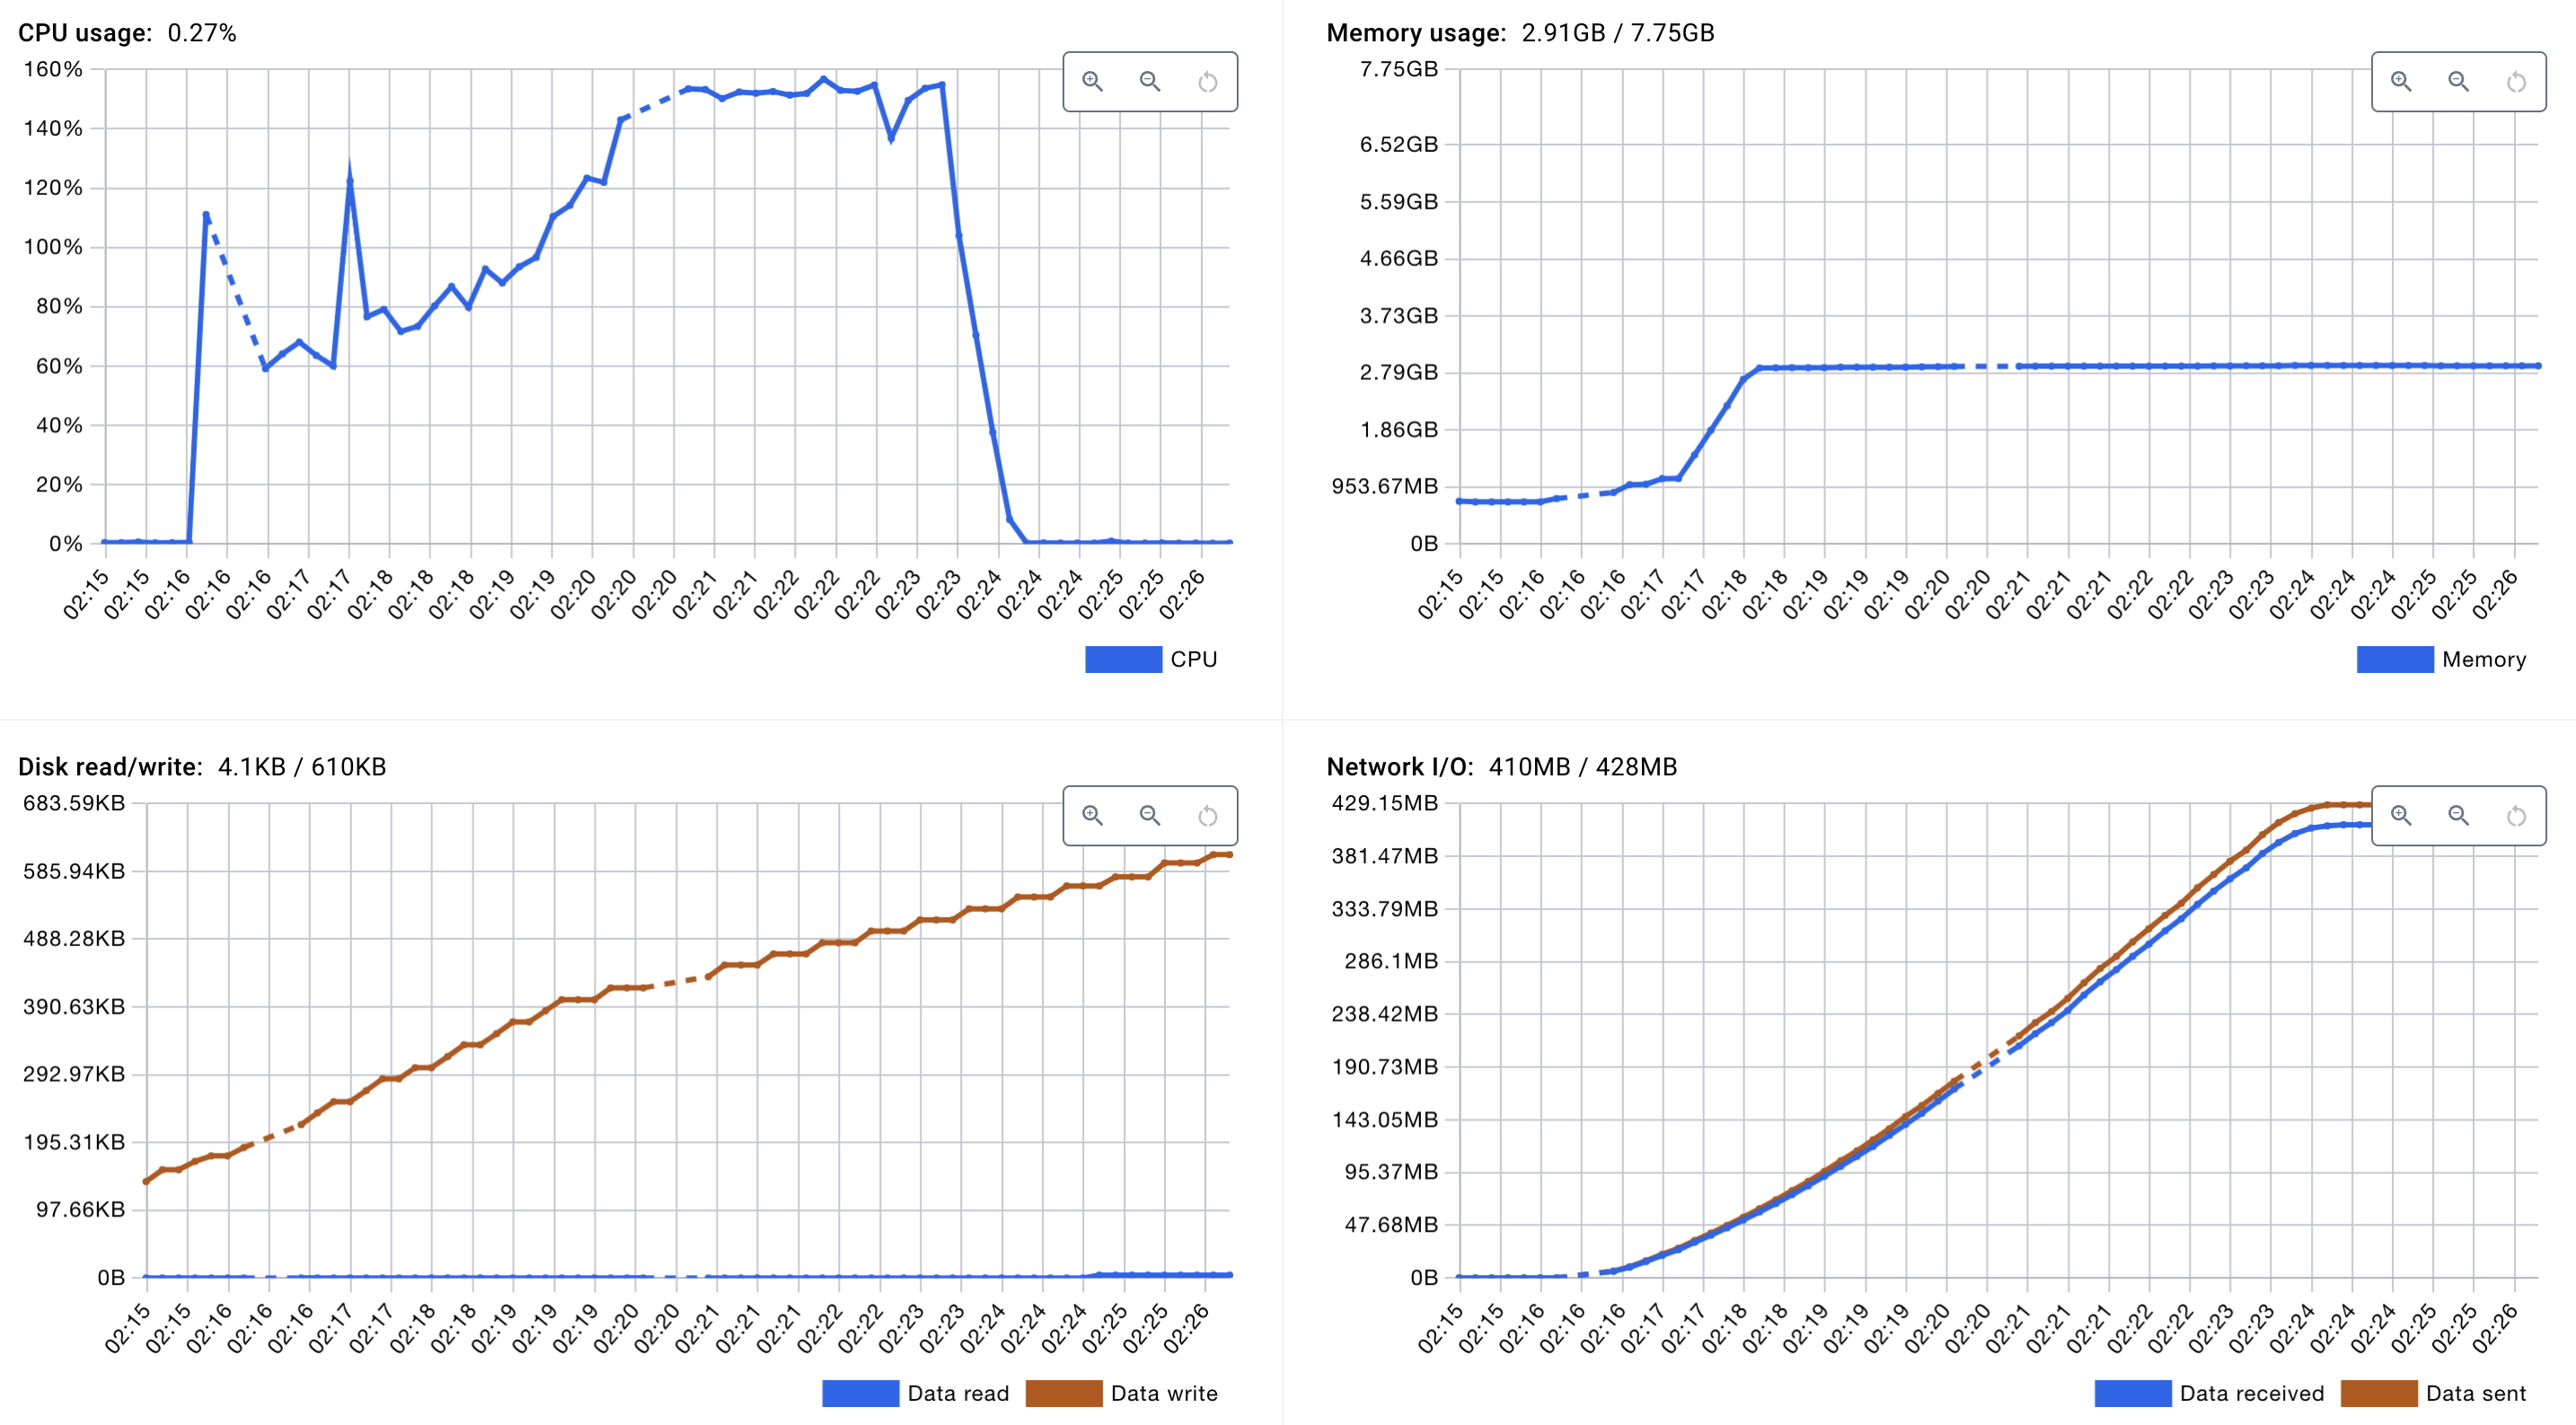 CPU usage: 0.27%
160%
140%
120%
100%
80%
60%
40%
20%
0%
02:15 02:15 02:16 02:16 02:16 02:17 02:17 02:18 02:18 02:18 02:19 02:19 02:20 02:20 02:20 02:21 02:21 02:22 02:22 02:22 02:23 02:23 02:24 02:24 02:24 02:25 02:25 02:26
CPU
Memory usage: 2.91GB / 7.75GB
7.75GB
6.52GB
5.59GB
4.66GB
3.73GB
2.79GB
1.86GB
953.67MB
0B
02:15 02:15 02:16 02:16 02:16 02:17 02:17 02:18 02:18 02:19 02:19 02:19 02:20 02:20 02:21 02:21 02:21 02:22 02:22 02:23 02:23 02:24 02:24 02:24 02:25 02:25 02:26
Memory
Disk read/write: 4.1KB / 610KB
683.59KB
585.94KB
488.28KB
390.63KB
292.97KB
195.31KB
97.66KB
0B
02:15 02:15 02:16 02:16 02:16 02:17 02:17 02:18 02:18 02:19 02:19 02:19 02:20 02:20 02:21 02:21 02:21 02:22 02:22 02:23 02:23 02:24 02:24 02:24 02:25 02:25 02:26
Data read Data write
Network I/O: 410MB / 428MB
429.15MB
381.47MB
333.79MB
286.1MB
238.42MB
190.73MB
143.05MB
95.37MB
47.68MB
0B
02:15 02:15 02:16 02:16 02:16 02:17 02:17 02:18 02:18 02:19 02:19 02:19 02:20 02:20 02:21 02:21 02:21 02:22 02:22 02:23 02:23 02:24 02:24 02:24 02:25 02:25 02:26
Data received Data sent